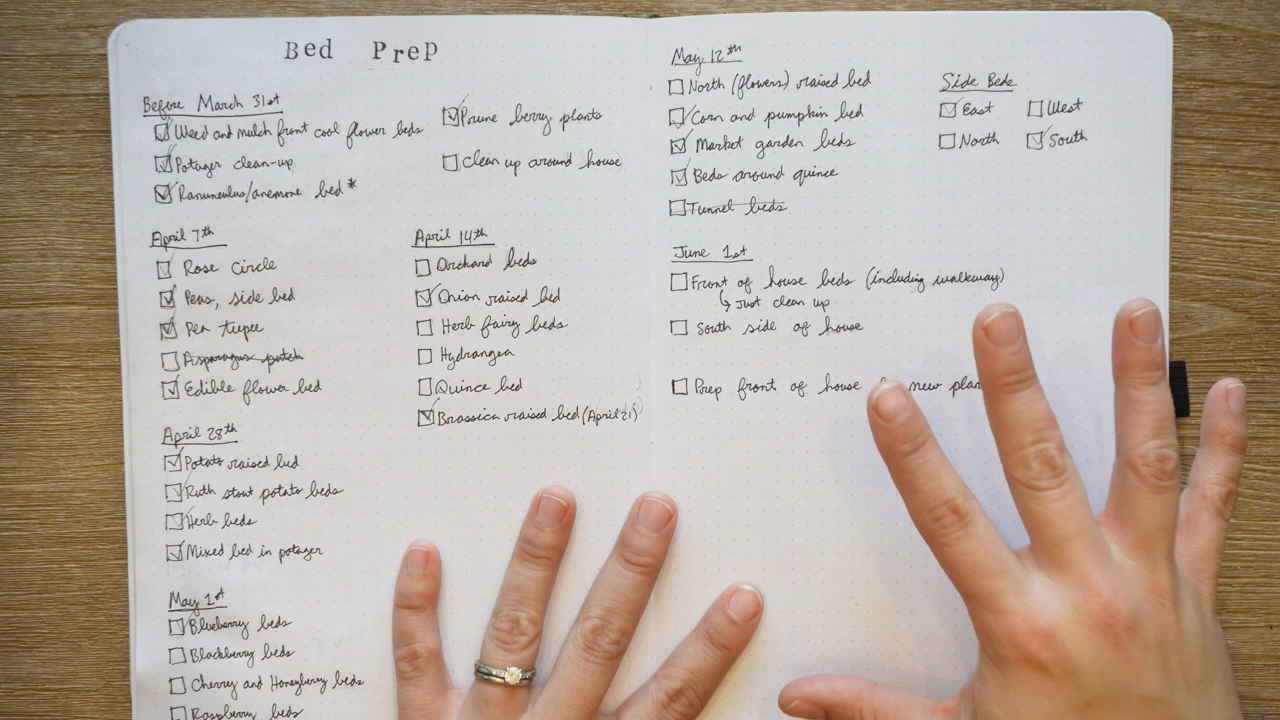 Bed Prep
Before March 31st
Weed and mulch front cool flower beds
Potager clean-up
Ranunculus/anemone bed *
Prune berry plants
Clean up around house
April 7th
Rose Circle
Peas, side bed
Pea tupee
Asparagus patch
Edible flower bed
April 14th
Orchard beds
Onion raised bed
Herb fairy beds
Hydrangea
Quince bed
Brassica raised bed (April 21)
April 28th
Potato raised bed
Ruth stout potato beds
Herb beds
Mixed bed in potager
May 1st
Blueberry beds
Blackberry beds
Cherry and Honeyberry beds
Raspberry beds
May 12th
North (flowers) raised bed
Corn and pumpkin bed
Market garden beds
Beds around quince
Tunnel beds
Side Beds
East
West
North
South
June 1st
Front of house beds (including walkway)
Just clean up
South side of house
Prep front of house new